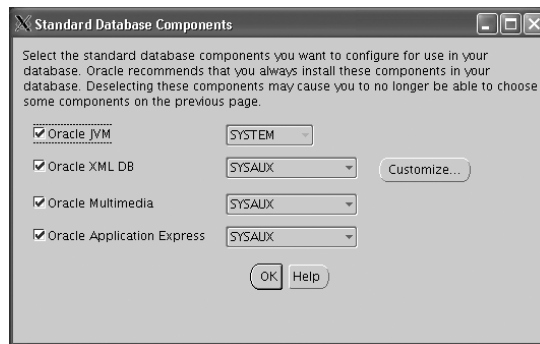 Standard Database Components
Select the standard database components you want to configure for use in your
database. Oracle recommends that you always install these components in your
database. Deselecting these components may cause you to no longer be able to choose
some components on the previous page.
Oracle JVM SYSTEM
Oracle XML DB SYSAUX Customize...
Oracle Multimedia SYSAUX
Oracle Application Express SYSAUX
OK Help